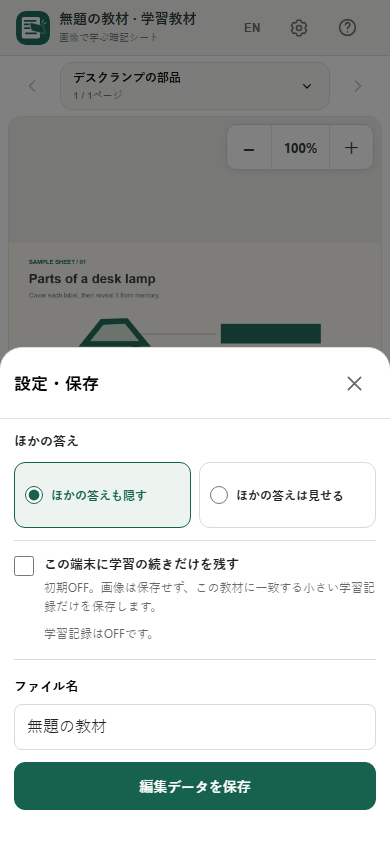 無題の教材 · 学習教材
画像で学ぶ暗記シート
EN
デスクランプの部品
1 / 1ページ
− 100% +
SAMPLE SHEET / 01
Parts of a desk lamp
Cover each label, then reveal it from memory.
設定・保存
ほかの答え
ほかの答えも隠す
ほかの答えは見せる
この端末に学習の続きだけを残す
初期OFF。画像は保存せず、この教材に一致する小さい学習記
録だけを保存します。
学習記録はOFFです。
ファイル名
無題の教材
編集データを保存